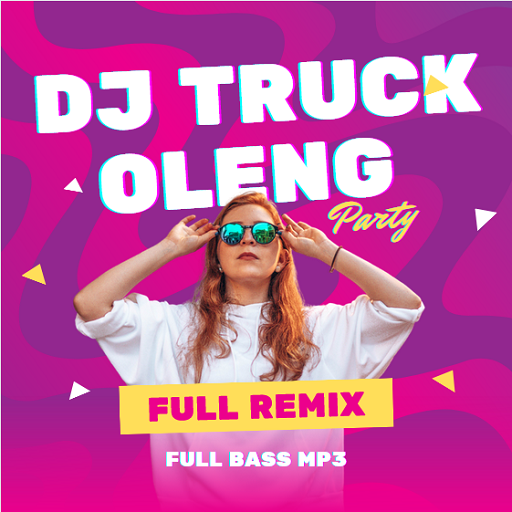 DJ TRUCK
OLENG
Party
FULL REMIX
FULL BASS MP3